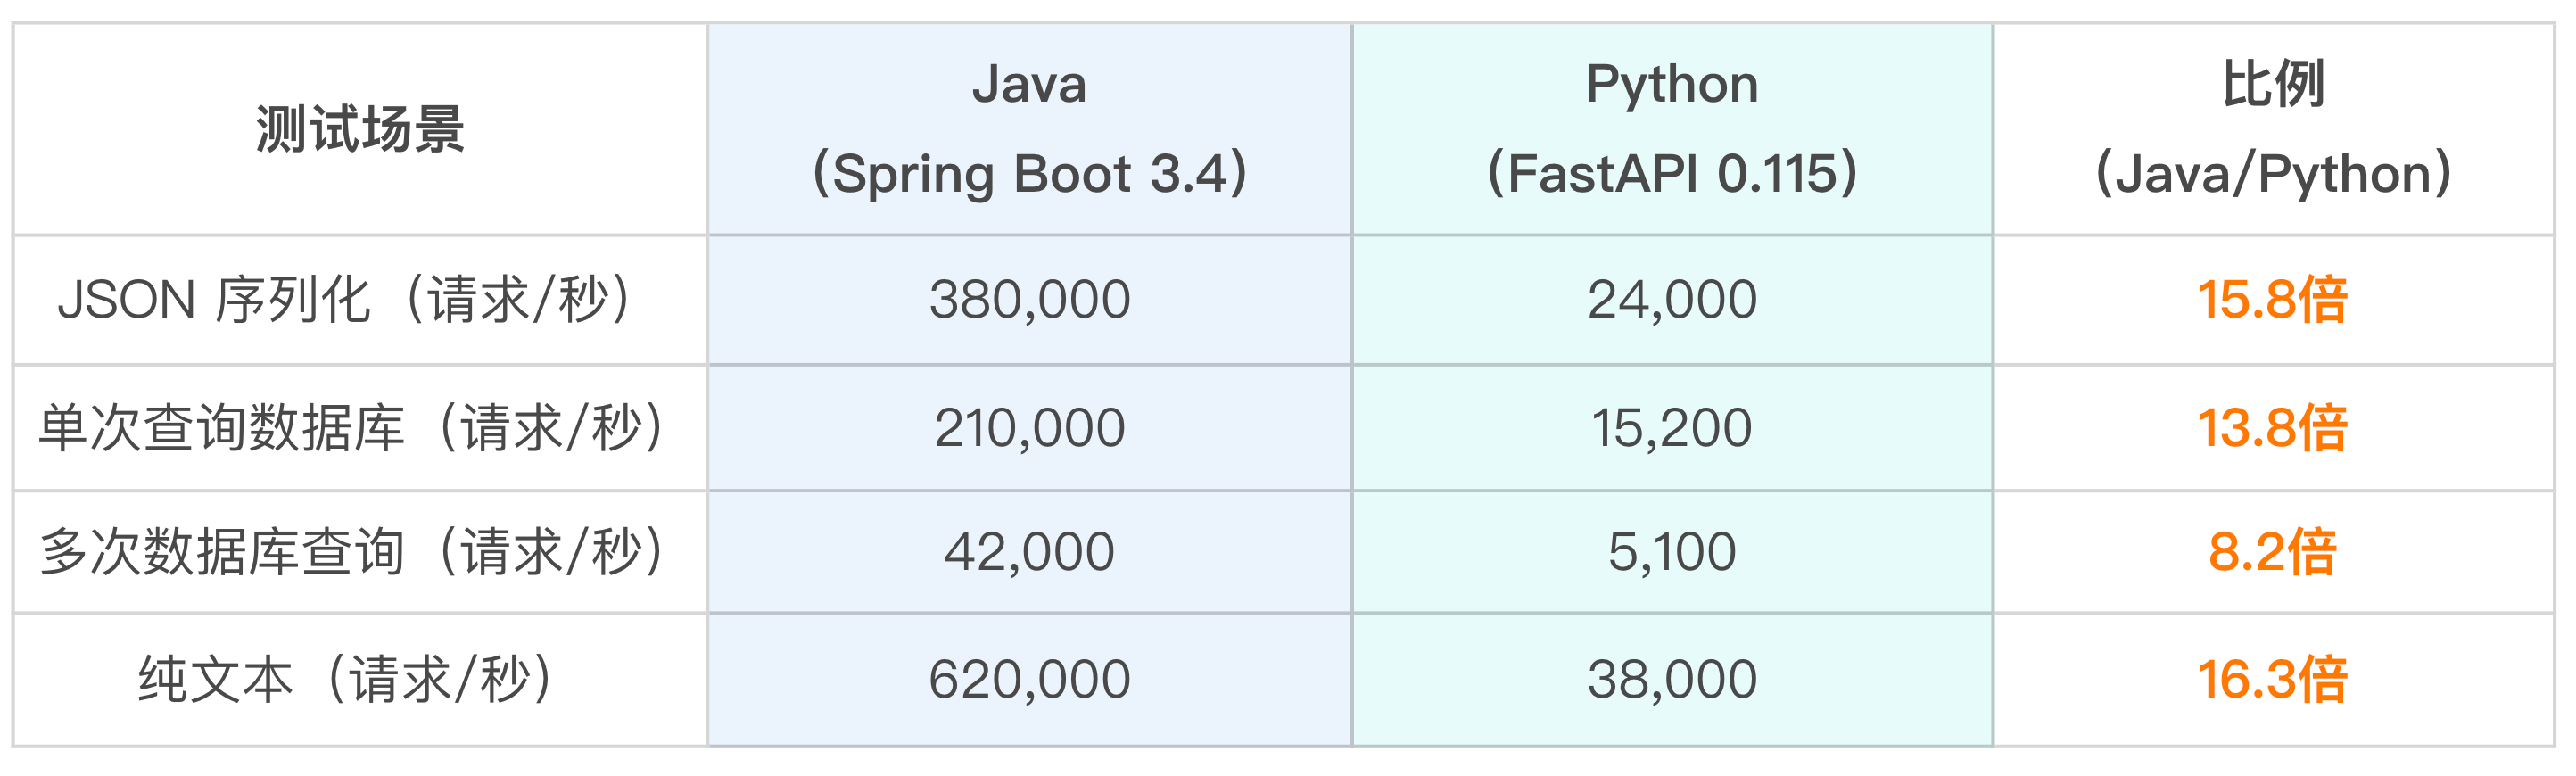 测试场景
Java
(Spring Boot 3.4)
Python
(FastAPI 0.115)
比例
(Java/Python)
JSON 序列化（请求/秒）
380,000
24,000
15.8倍
单次查询数据库（请求/秒）
210,000
15,200
13.8倍
多次数据库查询（请求/秒）
42,000
5,100
8.2倍
纯文本（请求/秒）
620,000
38,000
16.3倍